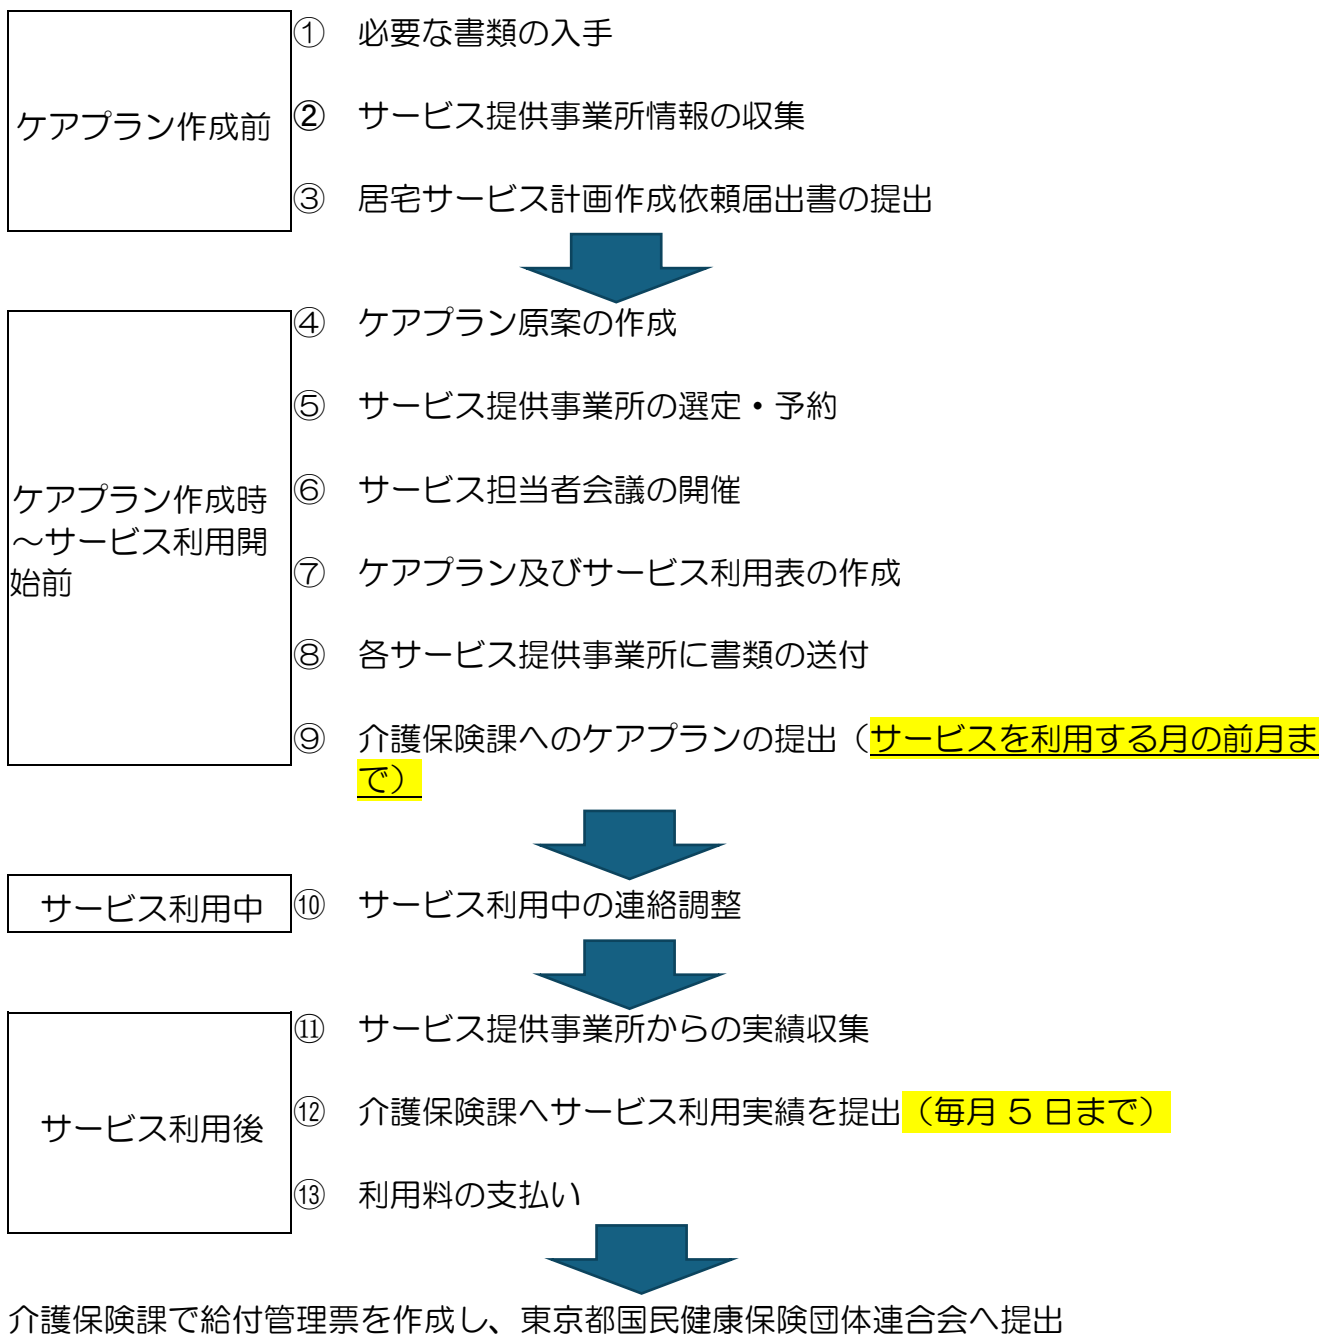 ケアプラン作成前
① 必要な書類の入手
② サービス提供事業所情報の収集
③ 居宅サービス計画作成依頼届出書の提出
ケアプラン作成時
～サービス利用開
始前
④ ケアプラン原案の作成
⑤ サービス提供事業所の選定・予約
⑥ サービス担当者会議の開催
⑦ ケアプラン及びサービス利用表の作成
⑧ 各サービス提供事業所に書類の送付
⑨ 介護保険課へのケアプランの提出（サービスを利用する月の前月ま
で）
サービス利用中
⑩ サービス利用中の連絡調整
サービス利用後
⑪ サービス提供事業所からの実績収集
⑫ 介護保険課へサービス利用実績を提出（毎月５日まで）
⑬ 利用料の支払い
介護保険課で給付管理票を作成し、東京都国民健康保険団体連合会へ提出